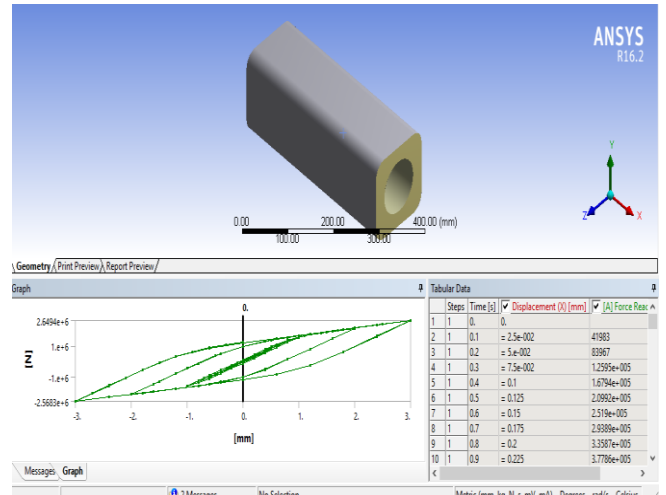 ANSYS
R16.2
Y
Z
X
0.00
200.00
400.00 (mm)
100.00
300.00
Geometry / Print Preview / Report Preview /
Graph
0.
2.6494e+6
1.e+6
[N]
-1.e+6
-2.5683e+6
-3.
-2.
-1.
0.
1.
2.
3.
[mm]
Messages Graph
Tabular Data
Steps Time [s] Displacement (X) [mm] [A] Force Reac
1 1 0. 0.
2 1 0.1 = 2.5e-002 41983
3 1 0.2 = 5.e-002 83967
4 1 0.3 = 7.5e-002 1.2595e+005
5 1 0.4 = 0.1 1.6794e+005
6 1 0.5 = 0.125 2.0992e+005
7 1 0.6 = 0.15 2.519e+005
8 1 0.7 = 0.175 2.9389e+005
9 1 0.8 = 0.2 3.3587e+005
10 1 0.9 = 0.225 3.7786e+005
2 Messages No Selection